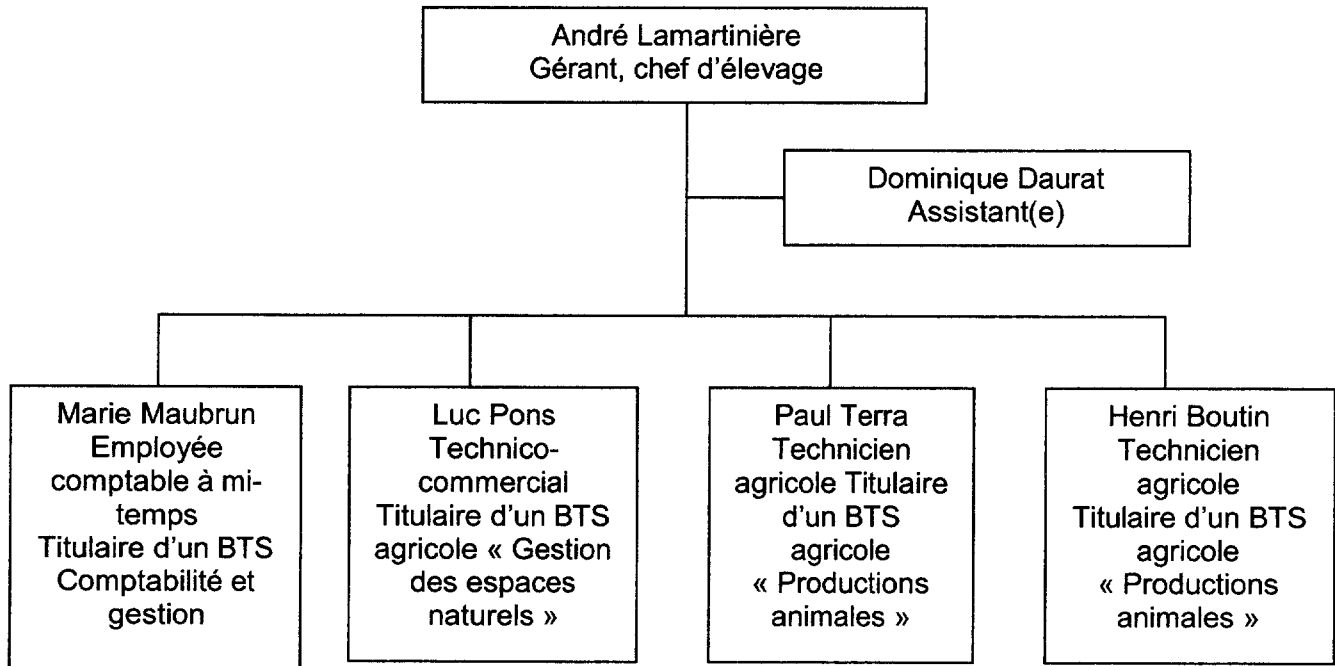 André Lamartinière
Gérant, chef d'élevage
Dominique Daurat
Assistant(e)
Marie Maubrun
Employée
comptable à mi-
temps
Titulaire d'un BTS
Comptabilité et
gestion
Luc Pons
Technico-
commercial
Titulaire d'un BTS
agricole « Gestion
des espaces
naturels »
Paul Terra
Technicien
agricole Titulaire
d'un BTS
agricole
« Productions
animales »
Henri Boutin
Technicien
agricole
Titulaire d'un BTS
agricole
« Productions
animales »